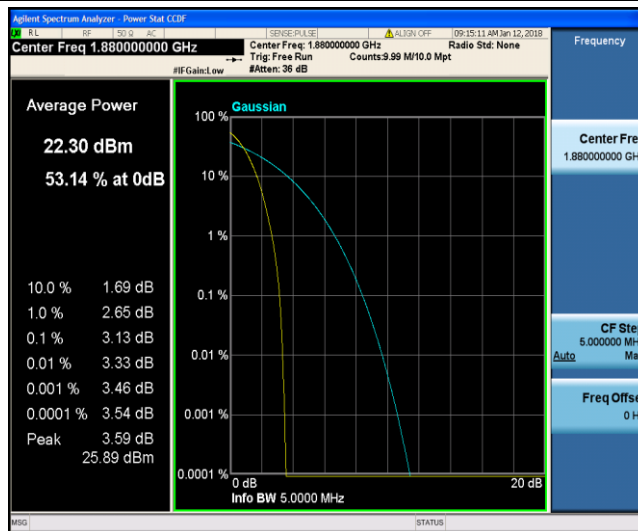 Agilent Spectrum Analyzer - Power Stat CCDF
RL RF 50 Ω AC SENSE:PULSE ALIGN OFF 09:15:11 AM Jan 12, 2018
Center Freq 1.880000000 GHz
Center Freq: 1.880000000 GHz Radio Std: None
Trig: Free Run Counts:9.99 M/10.0 Mpt
#IFGain:Low #Atten: 36 dB
Frequency
Average Power
22.30 dBm
53.14 % at 0dB
10.0 % 1.69 dB
1.0 % 2.65 dB
0.1 % 3.13 dB
0.01 % 3.33 dB
0.001 % 3.46 dB
0.0001 % 3.54 dB
Peak 3.59 dB
25.89 dBm
Gaussian
100 %
10 %
1 %
0.1 %
0.01 %
0.001 %
0.0001 %
0 dB 20 dB
Info BW 5.0000 MHz
Center Fre
1.880000000 GH
CF Ste
5.000000 MH
Auto Ma
Freq Offse
0 H
MSG STATUS